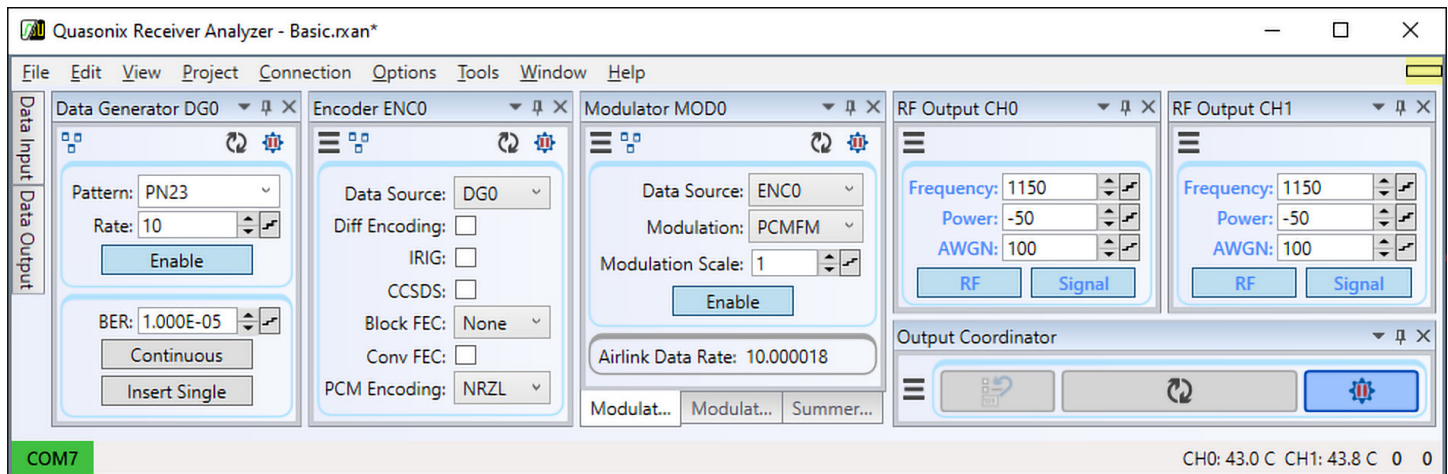 Quasonix Receiver Analyzer - Basic.rxan*
File Edit View Project Connection Options Tools Window Help
Data Input
Data Output
Data Generator DG0
Pattern: PN23
Rate: 10
Enable
BER: 1.000E-05
Continuous
Insert Single
Encoder ENC0
Data Source: DG0
Diff Encoding:
IRIG:
CCSDS:
Block FEC: None
Conv FEC:
PCM Encoding: NRZL
Modulator MOD0
Data Source: ENC0
Modulation: PCMFM
Modulation Scale: 1
Enable
Airlink Data Rate: 10.000018
Modulat... Modulat... Summer...
RF Output CH0
Frequency: 1150
Power: -50
AWGN: 100
RF Signal
RF Output CH1
Frequency: 1150
Power: -50
AWGN: 100
RF Signal
Output Coordinator
COM7
CH0: 43.0 C CH1: 43.8 C 0 0